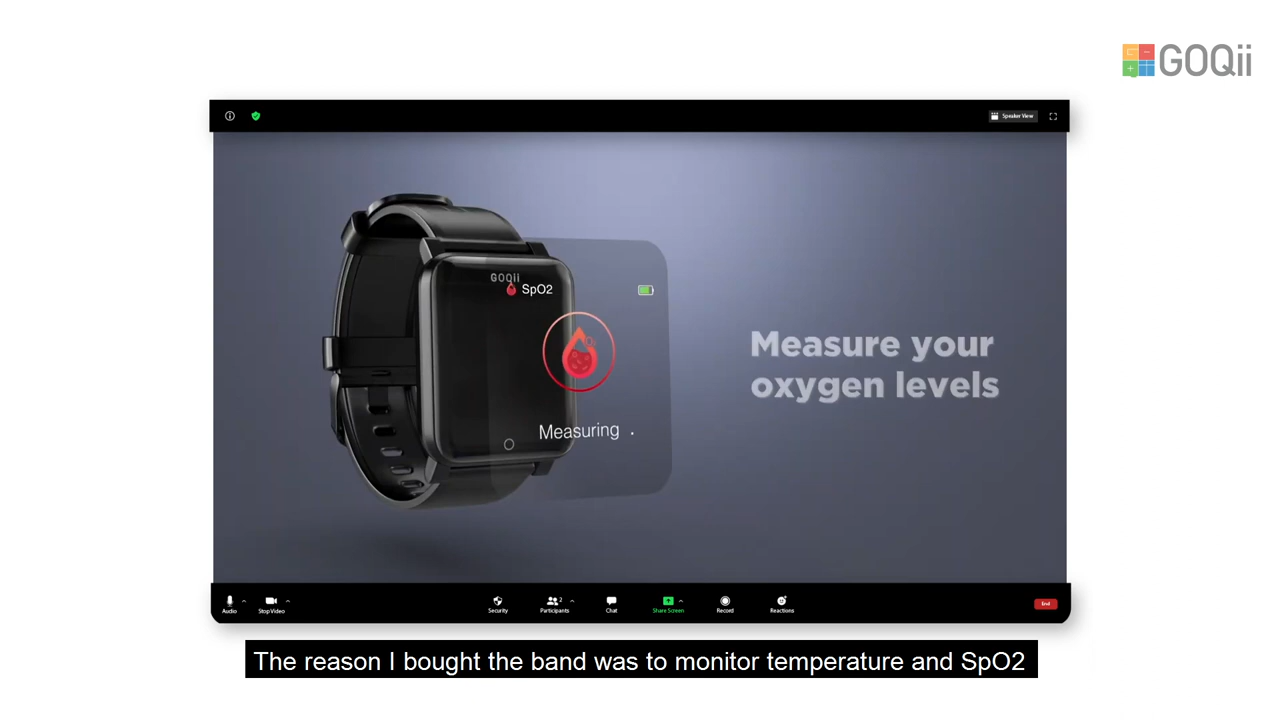 GOQii
Speaker View
GOQii
SpO2
Measuring .
Measure your
oxygen levels
Audio
Stop Video
Security
Participants
2
Chat
Share Screen
Record
Reactions
End
The reason I bought the band was to monitor temperature and SpO2